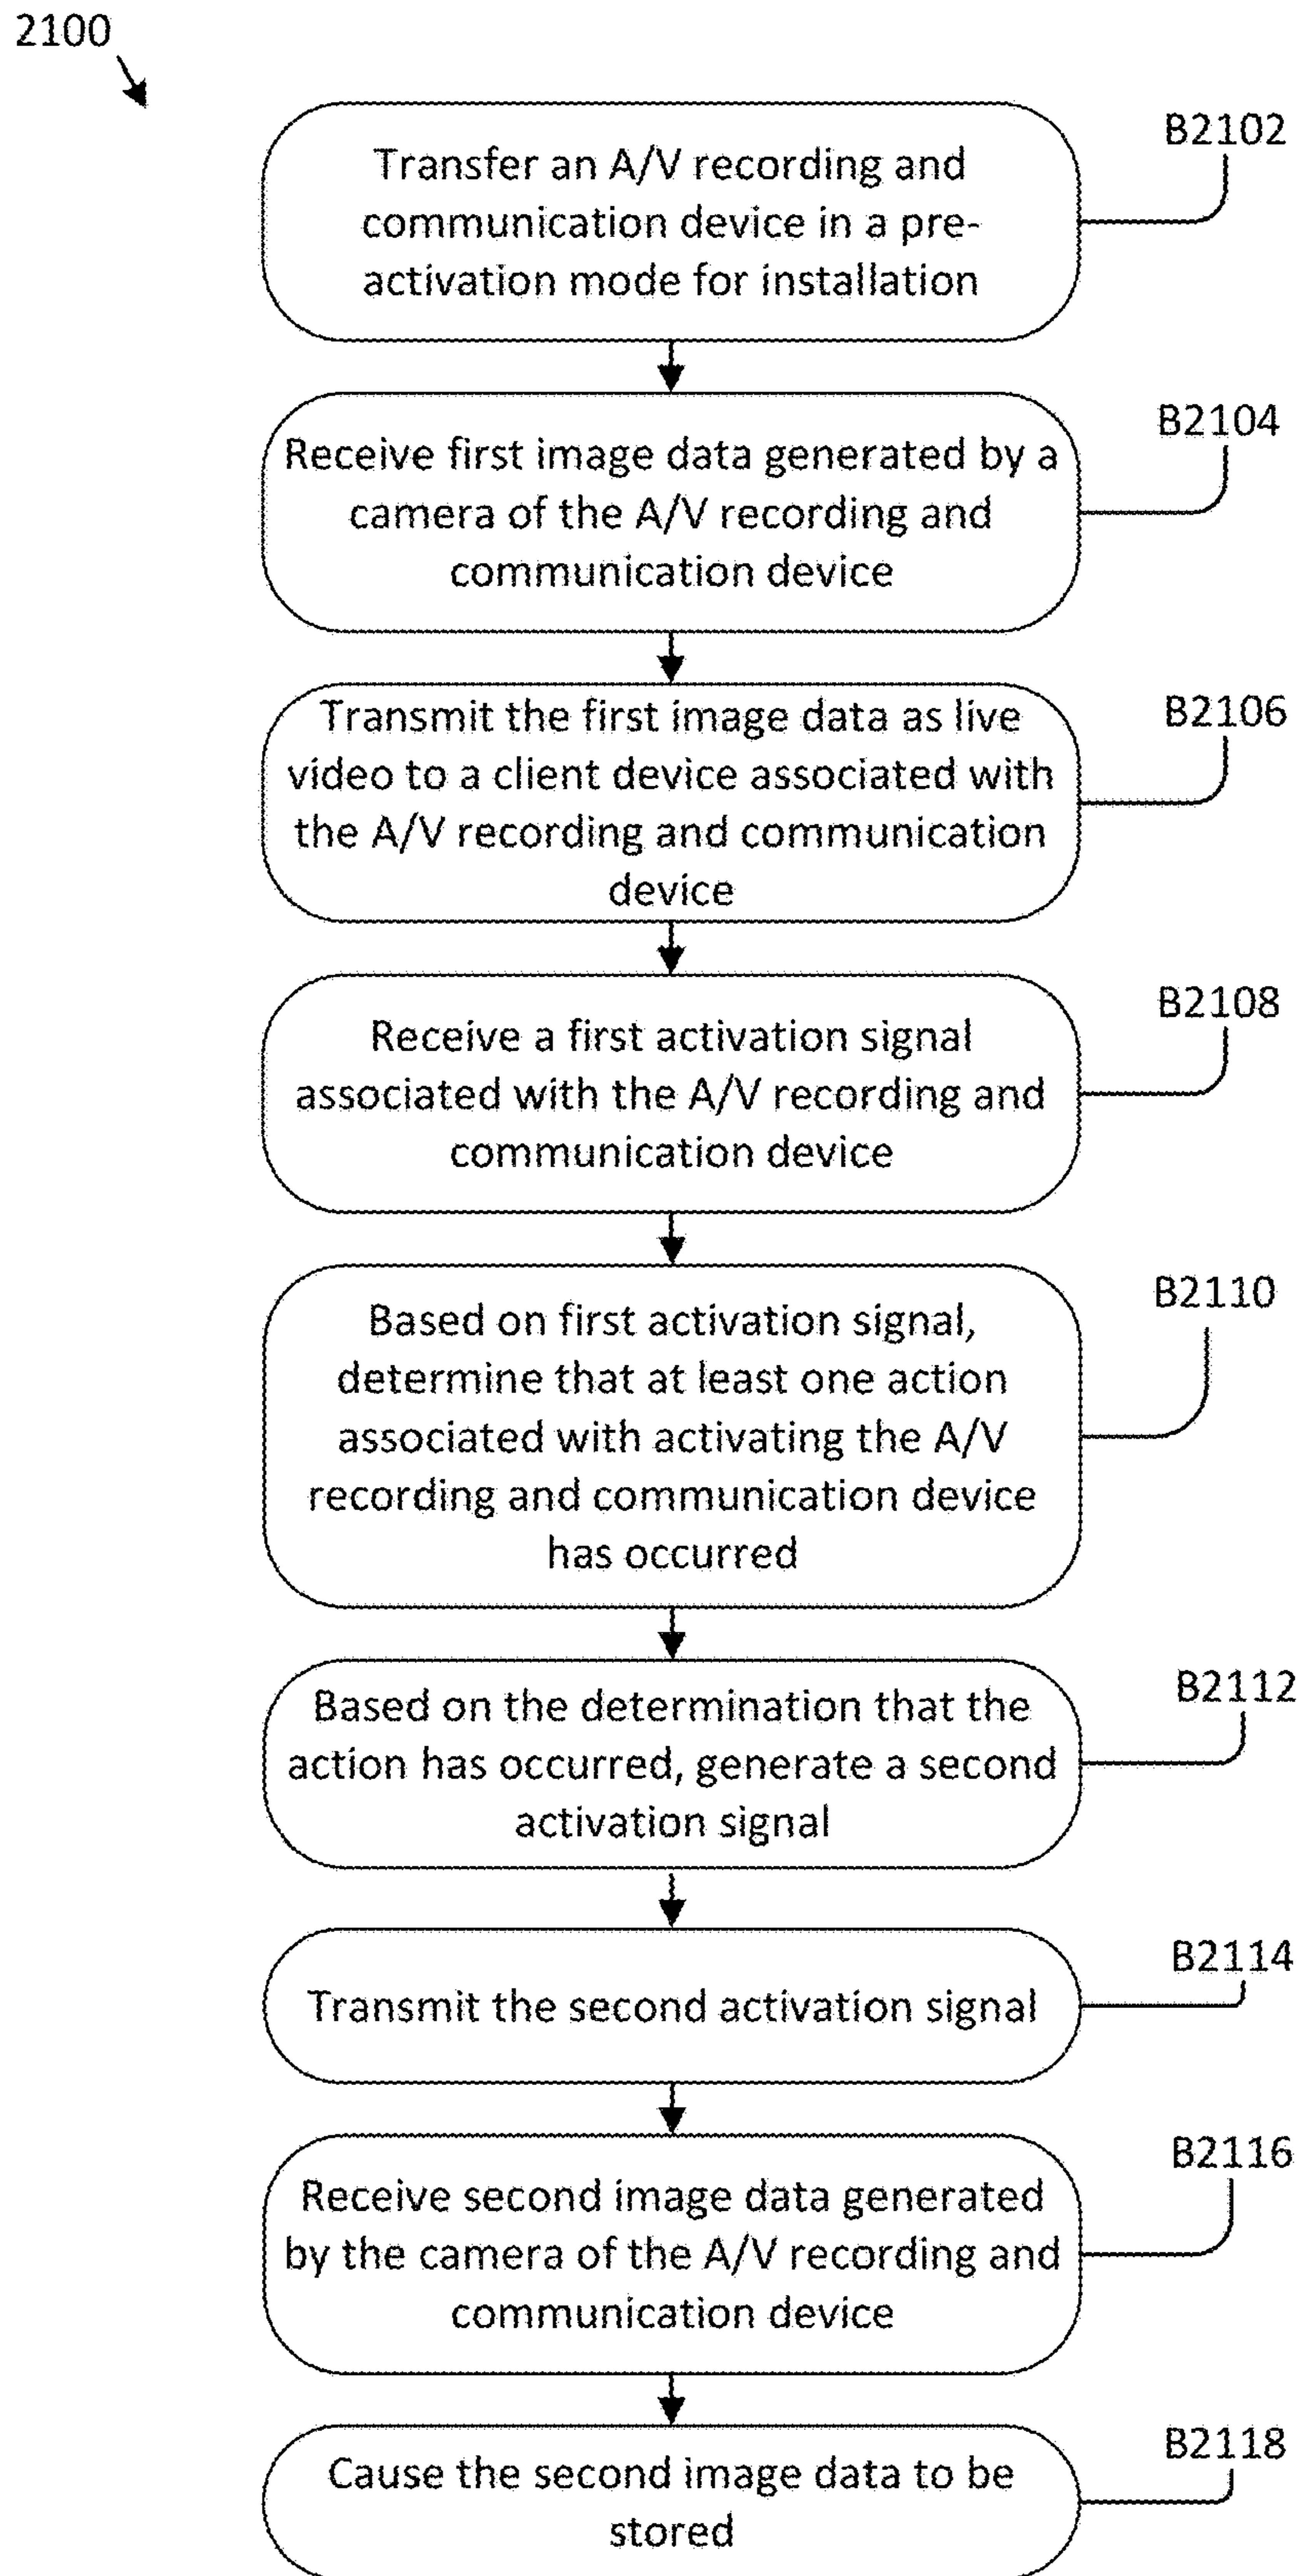 2100
B2102
Transfer an A/V recording and
communication device in a pre-
activation mode for installation
B2104
Receive first image data generated by a
camera of the A/V recording and
communication device
B2106
Transmit the first image data as live
video to a client device associated with
the A/V recording and communication
device
B2108
Receive a first activation signal
associated with the A/V recording and
communication device
B2110
Based on first activation signal,
determine that at least one action
associated with activating the A/V
recording and communication device
has occurred
B2112
Based on the determination that the
action has occurred, generate a second
activation signal
B2114
Transmit the second activation signal
B2116
Receive second image data generated
by the camera of the A/V recording and
communication device
B2118
Cause the second image data to be
stored